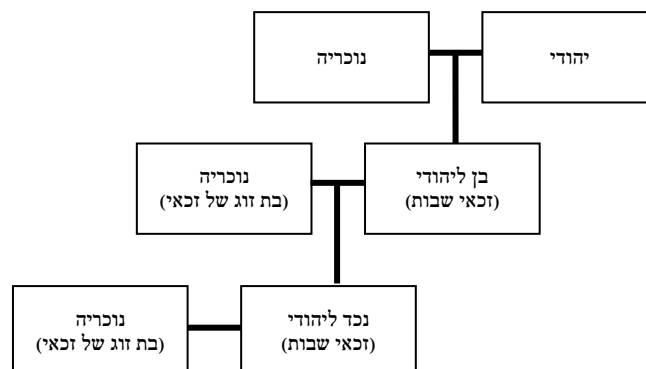 יהודי
נוכריה
בן ליהודי
(זכאי שבות)
נוכריה
(בת זוג של זכאי)
נכד ליהודי
(זכאי שבות)
נוכריה
(בת זוג של זכאי)